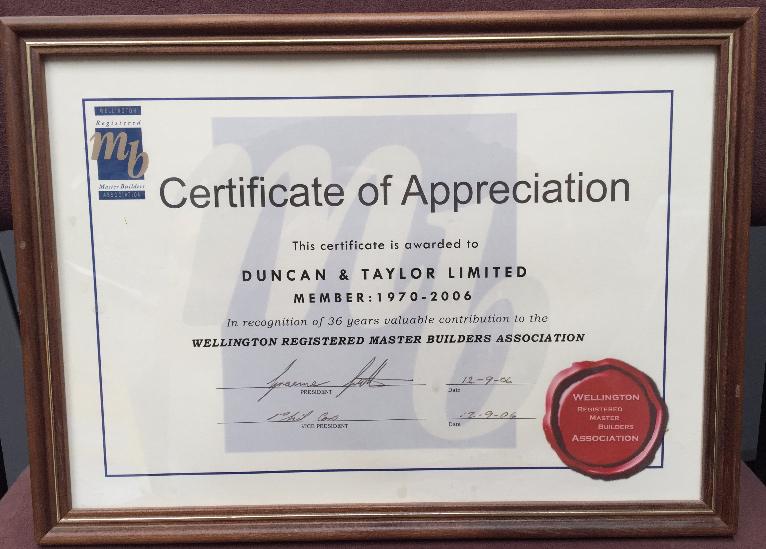 WELLINGTON
Registered
mb
Master Builders
ASSOCIATION
Certificate of Appreciation
This certificate is awarded to
DUNCAN & TAYLOR LIMITED
MEMBER:1970-2006
In recognition of 36 years valuable contribution to the
WELLINGTON REGISTERED MASTER BUILDERS ASSOCIATION
Graeme
12-9-06
PRESIDENT
Date
Phil
12-9-06
VICE PRESIDENT
Date
WELLINGTON
REGISTERED
MASTER
BUILDERS
ASSOCIATION